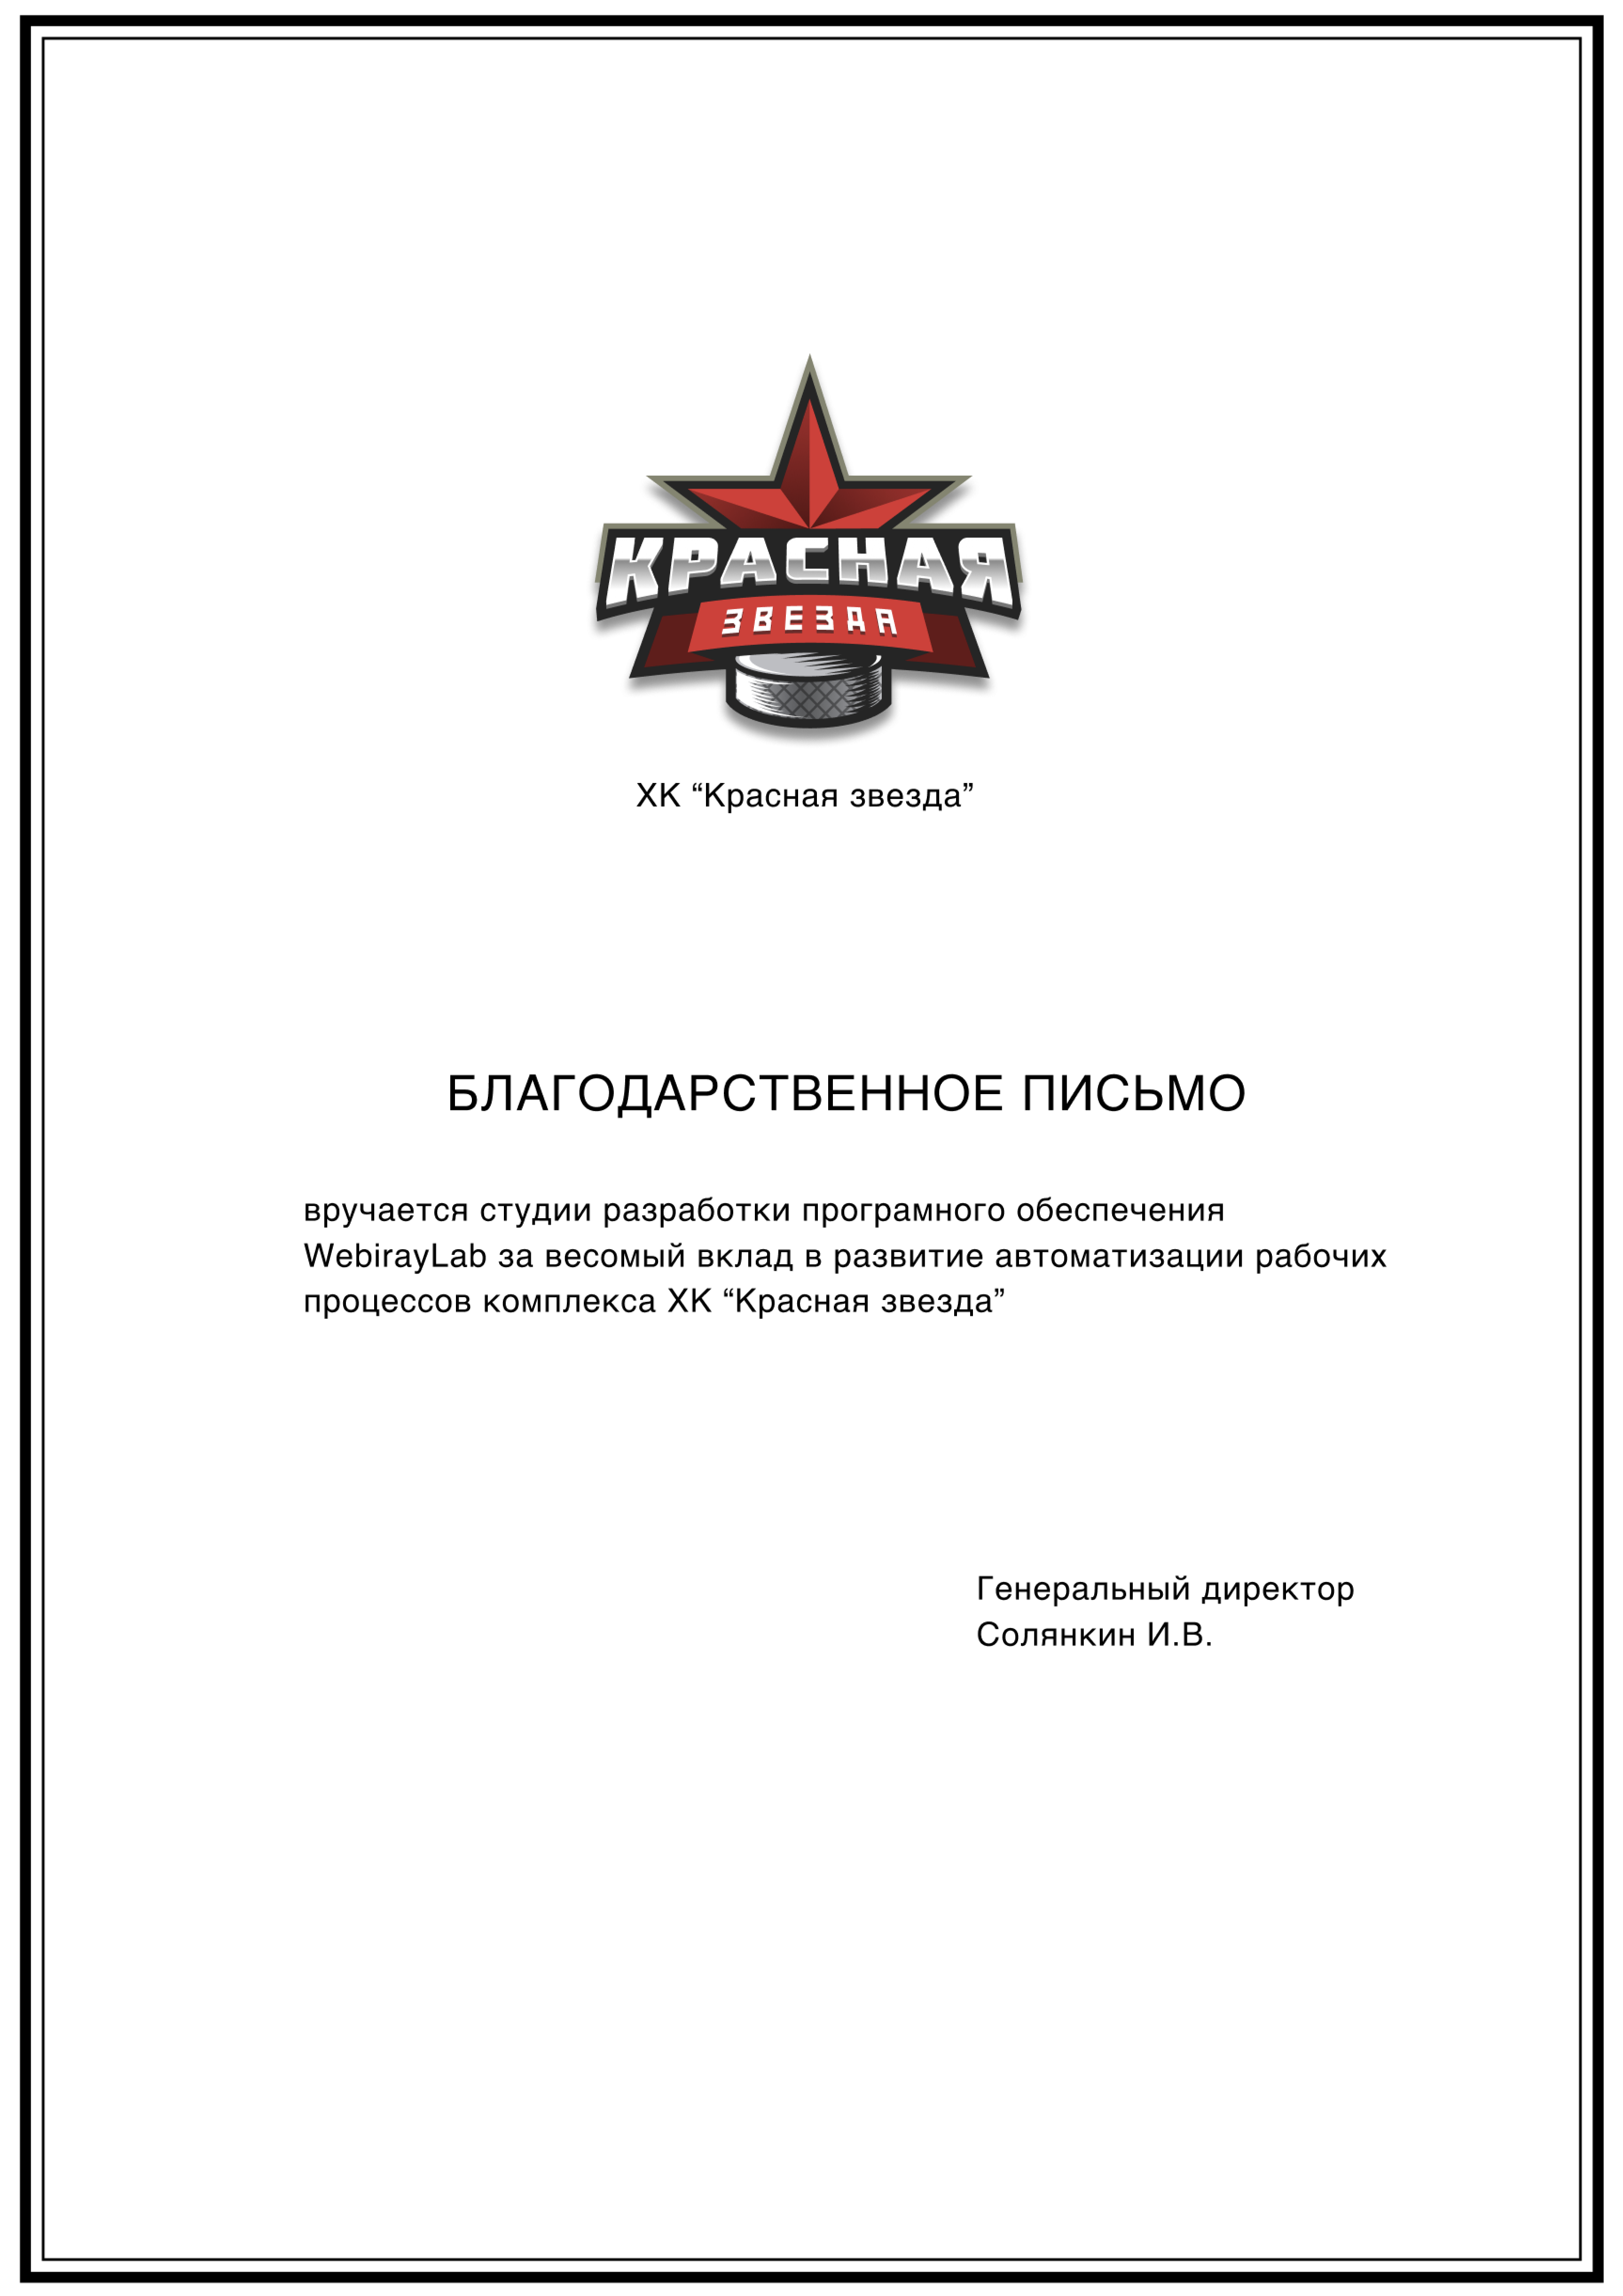 КРАСНАЯ
ЗВЕЗДА
ХК “Красная звезда”
БЛАГОДАРСТВЕННОЕ ПИСЬМО
вручается студии разработки програмного обеспечения
WebirayLab за весомый вклад в развитие автоматизации рабочих
процессов комплекса ХК “Красная звезда”
Генеральный директор
Солянкин И.В.